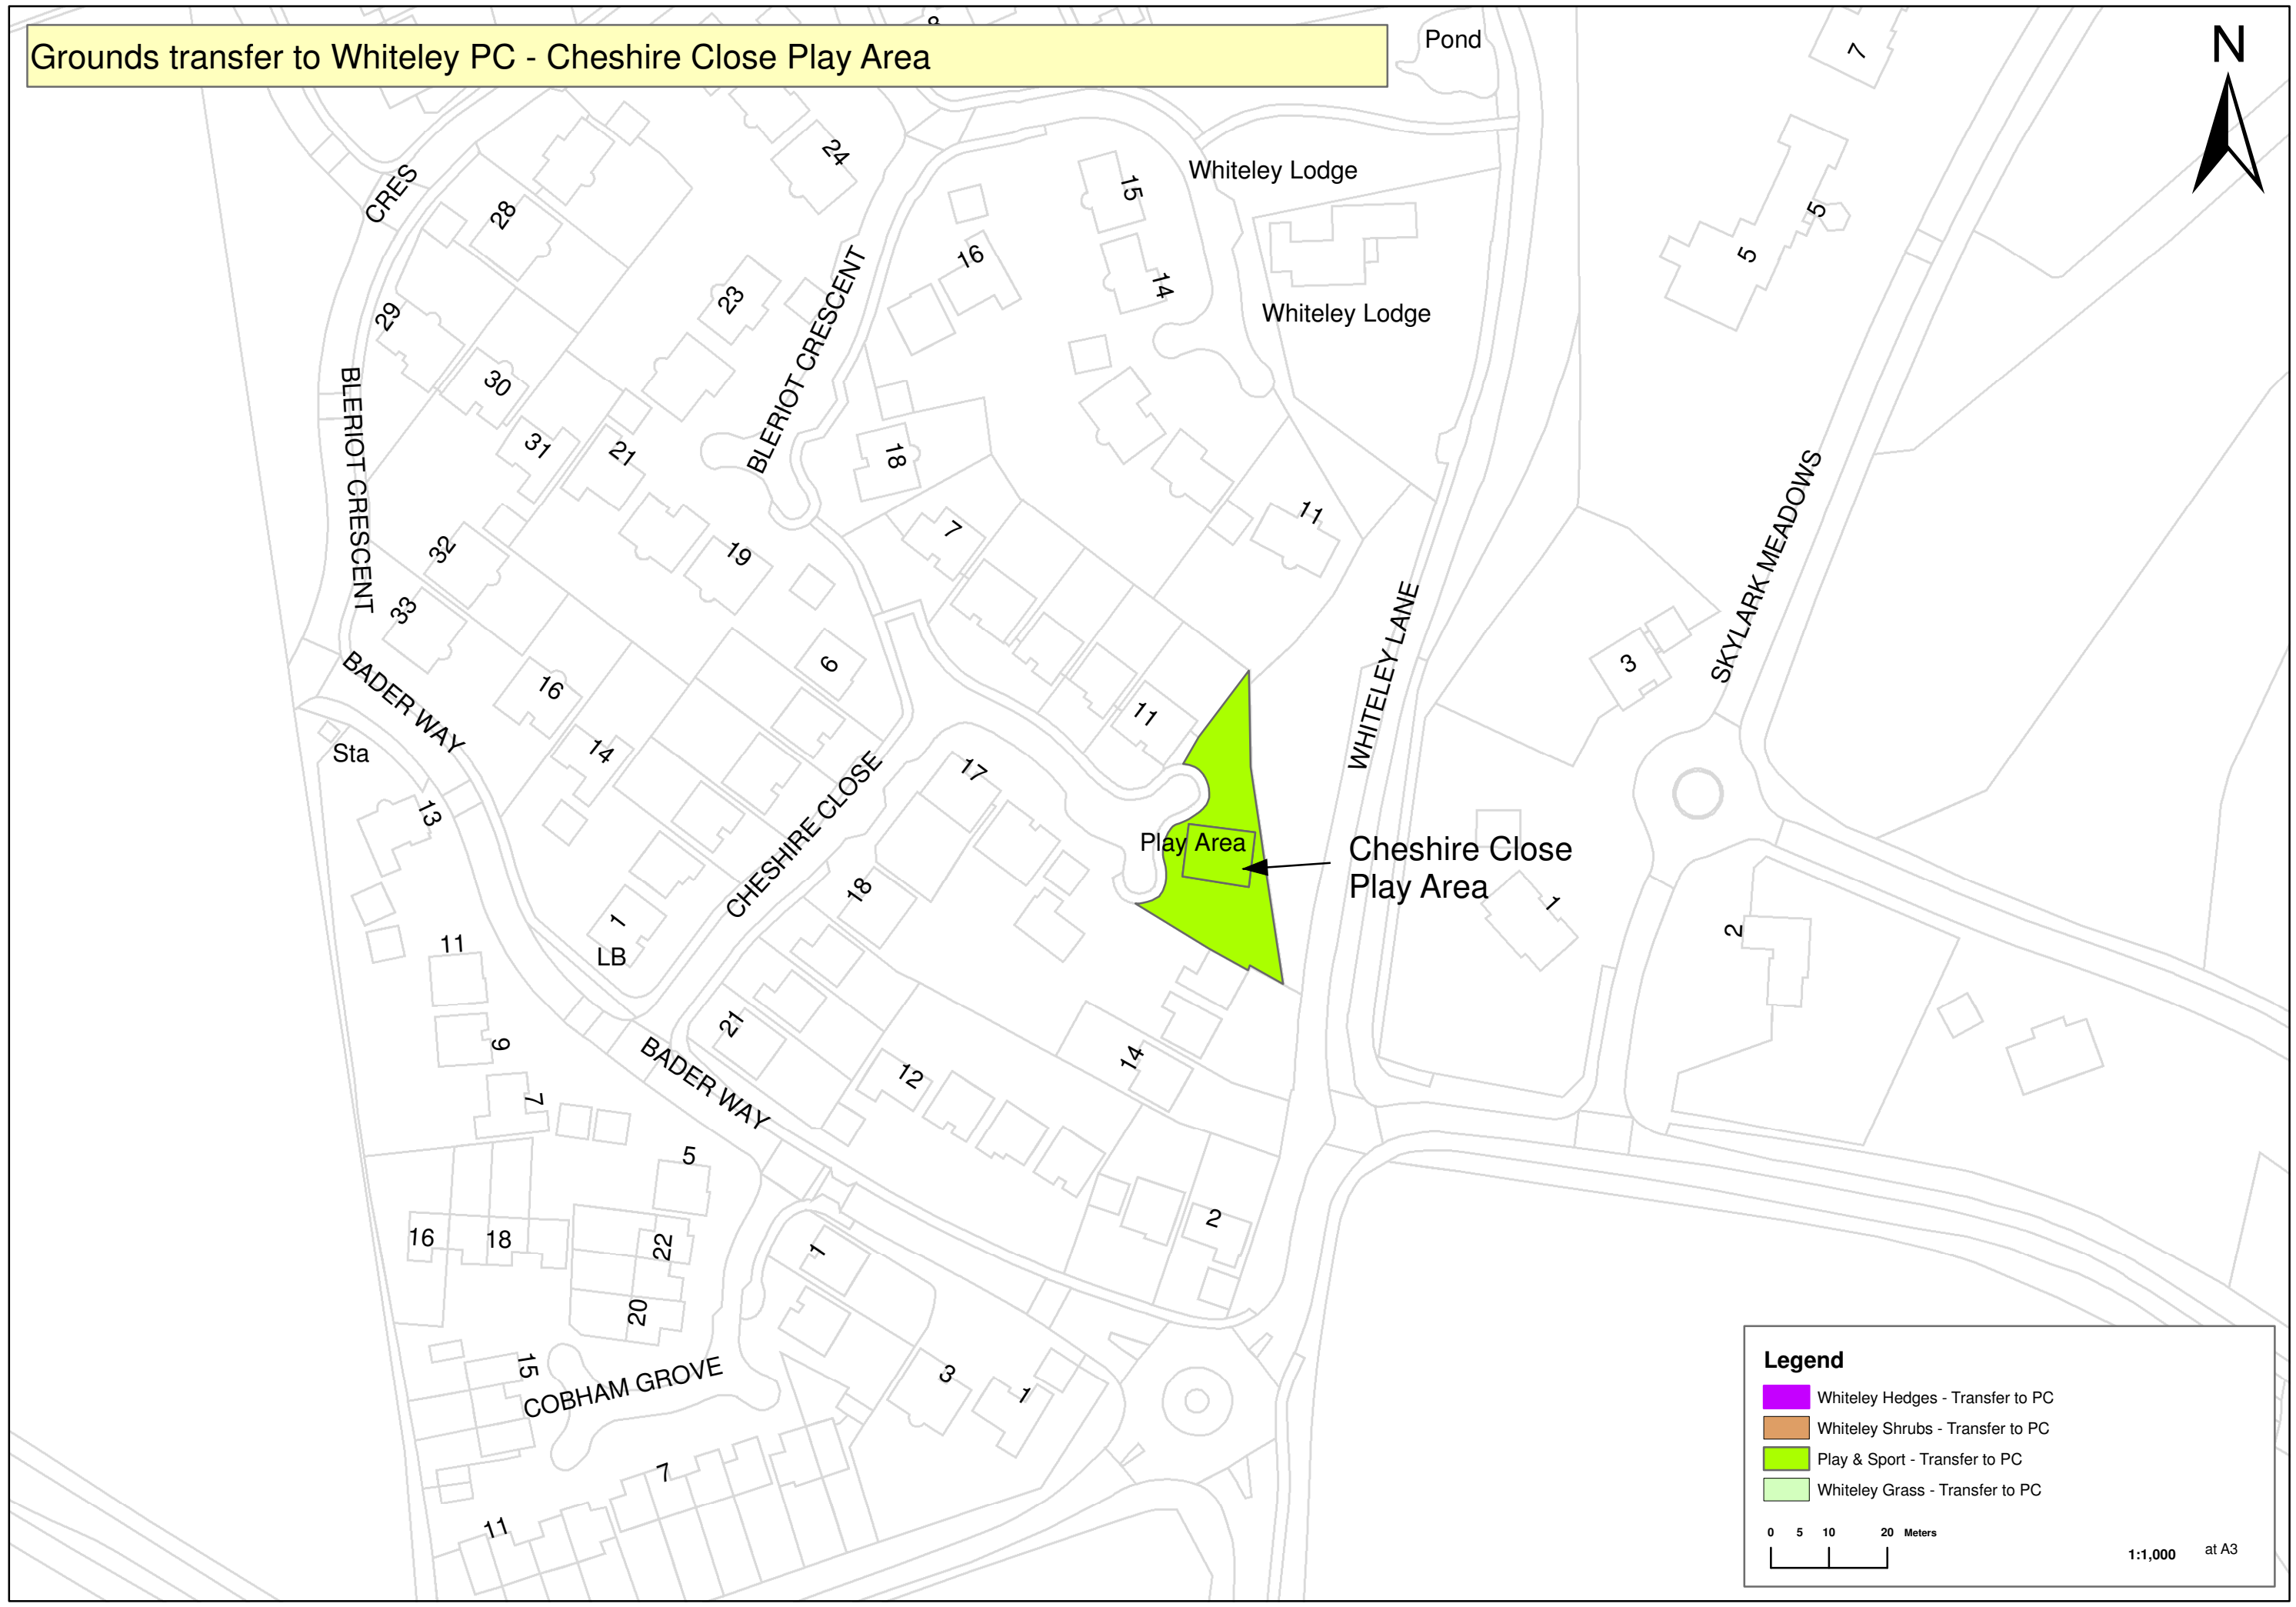 8
Grounds transfer to Whiteley PC - Cheshire Close Play Area
Pond
N
7
24
CRES
28
15
Whiteley Lodge
16
5
5
14
23
29
Whiteley Lodge
BLERIOT CRESCENT
30
BLERIOT CRESCENT
31
21
18
11
7
SKYLARK MEADOWS
32
19
33
6
3
WHITELEY LANE
BADER WAY
16
11
14
Sta
17
13
Play Area
Cheshire Close
Play Area
CHESHIRE CLOSE
18
1
1
2
11
LB
21
9
14
12
BADER WAY
7
5
2
16
18
22
1
20
15
COBHAM GROVE
3
1
7
11
Legend
Whiteley Hedges - Transfer to PC
Whiteley Shrubs - Transfer to PC
Play & Sport - Transfer to PC
Whiteley Grass - Transfer to PC
0 5 10 20 Meters
1:1,000 at A3